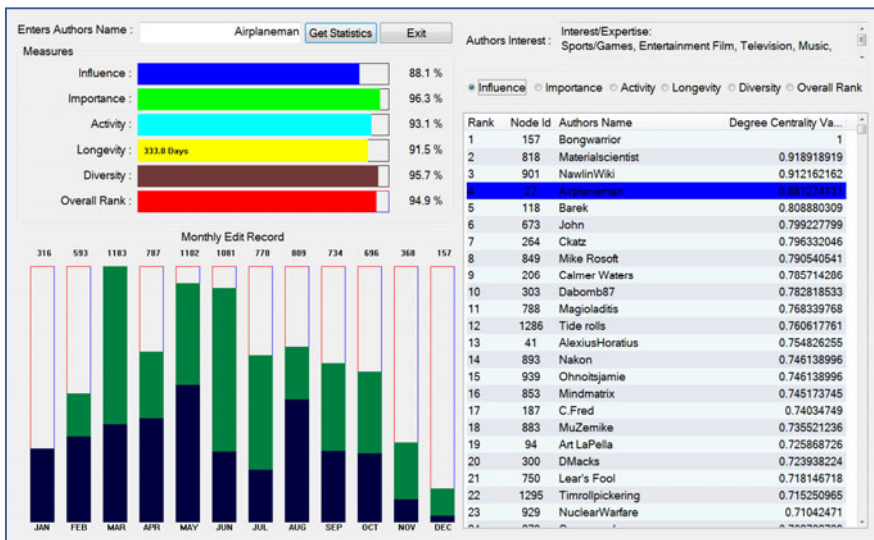 Enters Authors Name : Airplaneman Get Statistics Exit
Measures
Influence : 88.1 %
Importance : 96.3 %
Activity : 93.1 %
Longevity : 333.0 Days 91.5 %
Diversity : 95.7 %
Overall Rank : 94.9 %
Monthly Edit Record
316 593 1183 787 1102 1081 770 809 734 696 368 157
JAN FEB MAR APR MAY JUN JUL AUG SEP OCT NOV DEC
Authors Interest : Interest/Expertise:
Sports/Games, Entertainment Film, Television, Music,
Influence Importance Activity Longevity Diversity Overall Rank
Rank Node Id Authors Name Degree Centrality Va...
1 157 Bongwarrior 1
2 818 Materialscientist 0.918918919
3 901 NawlinWiki 0.912162162
4 27 Airplaneman 0.881274131
5 118 Barek 0.808880309
6 673 John 0.799227799
7 264 Ckatz 0.796332046
8 849 Mike Rosoft 0.790540541
9 206 Calmer Waters 0.785714286
10 303 Dabomb87 0.782818533
11 788 Magioladitis 0.768339768
12 1286 Tide rolls 0.760617761
13 41 AlexiusHoratius 0.754826255
14 893 Nakon 0.746138996
15 939 Ohnoitsjamie 0.746138996
16 853 Mindmatrix 0.745173745
17 187 C.Fred 0.74034749
18 883 MuZemike 0.735521236
19 94 Art LaPella 0.725868726
20 300 DMacks 0.723938224
21 750 Lear's Fool 0.718146718
22 1295 Timrollpickering 0.715250965
23 929 NuclearWarfare 0.71042471